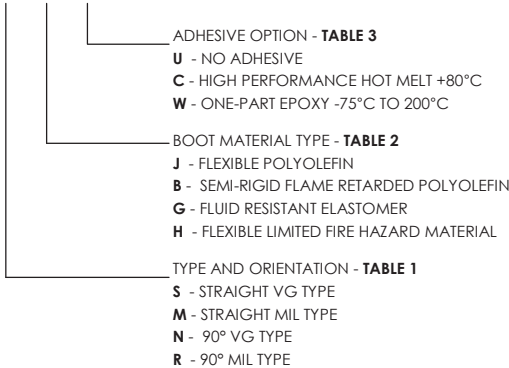 ADHESIVE OPTION - TABLE 3
U - NO ADHESIVE
C - HIGH PERFORMANCE HOT MELT +80°C
W - ONE-PART EPOXY -75°C TO 200°C
BOOT MATERIAL TYPE - TABLE 2
J - FLEXIBLE POLYOLEFIN
B - SEMI-RIGID FLAME RETARDED POLYOLEFIN
G - FLUID RESISTANT ELASTOMER
H - FLEXIBLE LIMITED FIRE HAZARD MATERIAL
TYPE AND ORIENTATION - TABLE 1
S - STRAIGHT VG TYPE
M - STRAIGHT MIL TYPE
N - 90° VG TYPE
R - 90° MIL TYPE